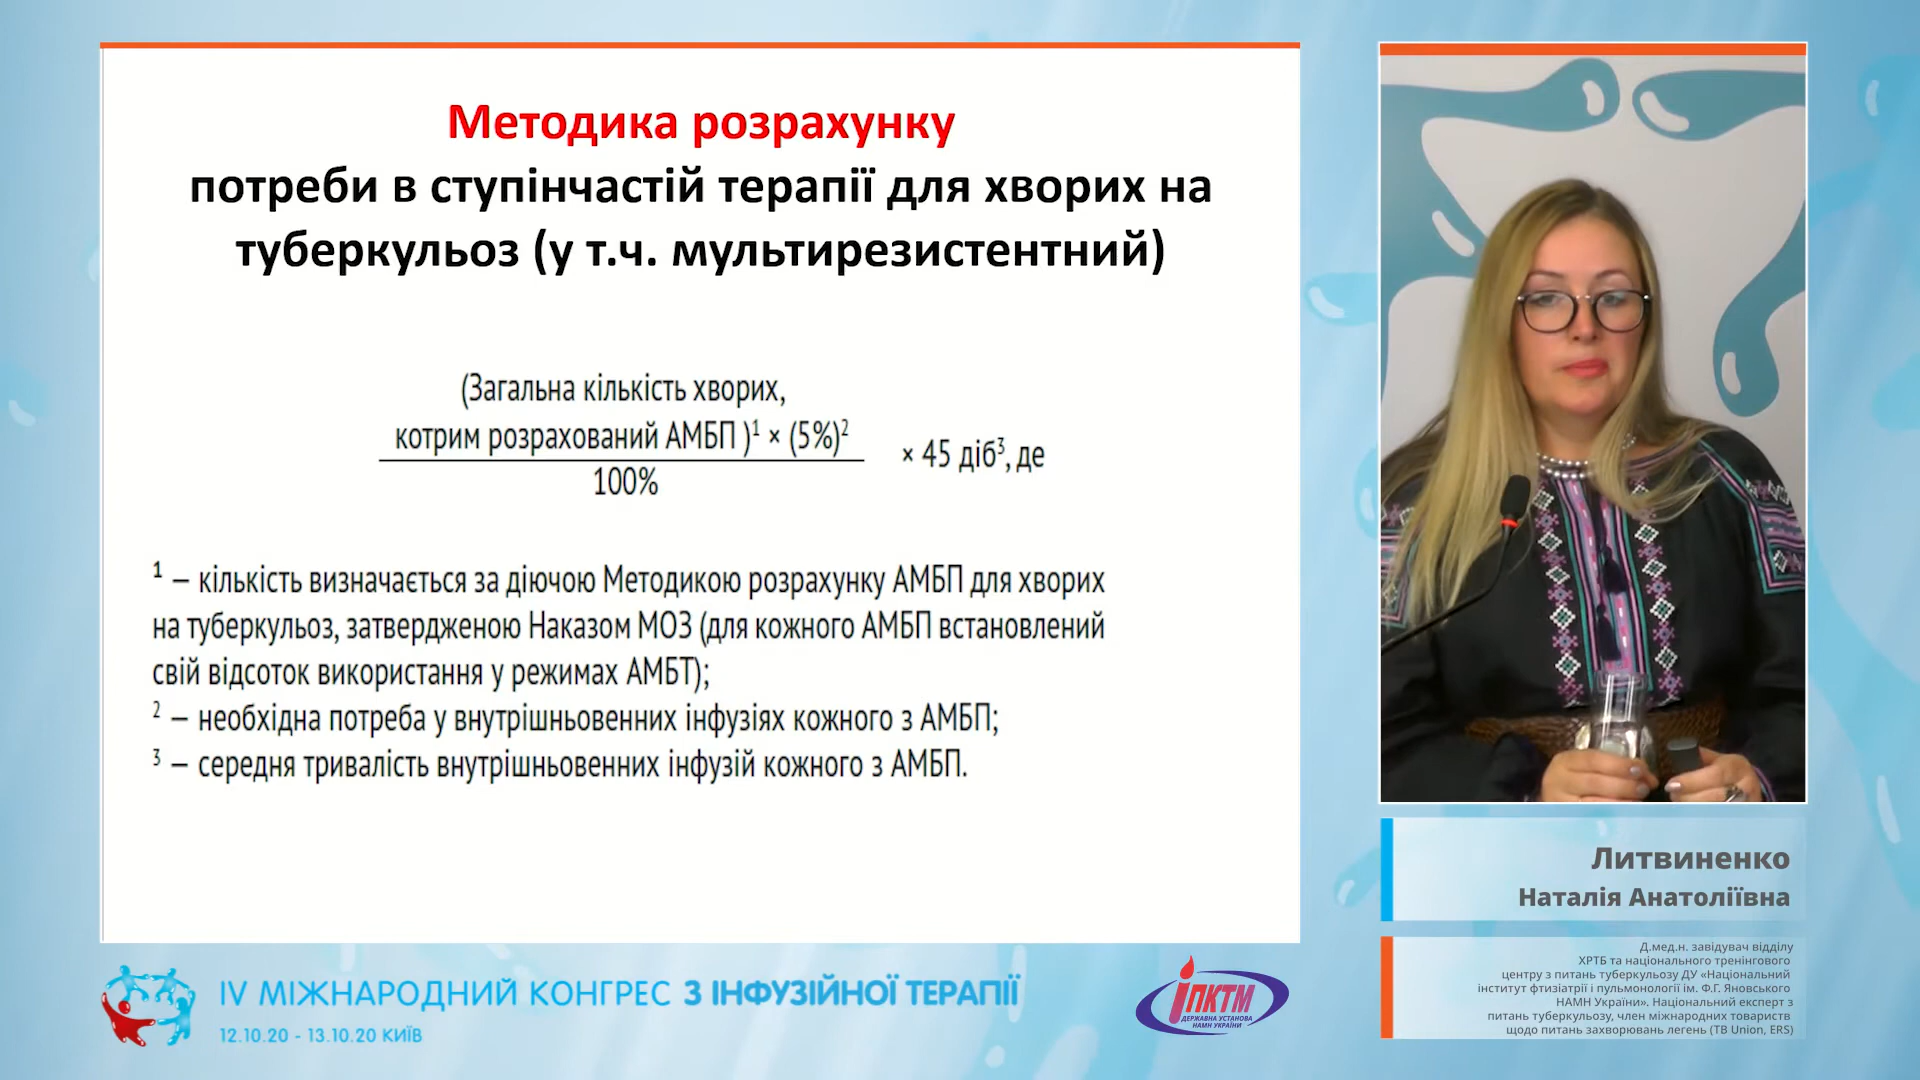 Методика розрахунку
потреби в ступінчастій терапії для хворих на
туберкульоз (у т.ч. мультирезистентний)
(Загальна кількість хворих,
котрим розрахований АМБП )¹ × (5%)²
100%
× 45 діб³, де
¹ – кількість визначається за діючою Методикою розрахунку АМБП для хворих
на туберкульоз, затвердженою Наказом МОЗ (для кожного АМБП встановлений
свій відсоток використання у режимах АМБТ);
² – необхідна потреба у внутрішньовенних інфузіях кожного з АМБП;
³ – середня тривалість внутрішньовенних інфузій кожного з АМБП.
Литвиненко
Наталія Анатоліївна
Д.мед.н. завідувач відділу
ХРТБ та національного тренінгового
центру з питань туберкульозу ДУ «Національний
інститут фтизіатрії і пульмонології ім. Ф.Г. Яновського
НАМН України». Національний експерт з
питань туберкульозу, член міжнародних товариств
щодо питань захворювань легень (TB Union, ERS)
IV МІЖНАРОДНИЙ КОНГРЕС З ІНФУЗІЙНОЇ ТЕРАПІЇ
12.10.20 - 13.10.20 КИЇВ
ІПКТМ
ДЕРЖАВНА УСТАНОВА
НАМН УКРАЇНИ